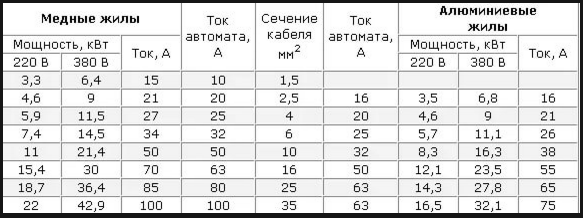 Медные жилы Ток автомата, А Сечение кабеля мм2 Ток автомата, А Алюминиевые жилы
Мощность, кВт Ток, А Мощность, кВт Ток, А
220 В 380 В 220 В 380 В
3,3 6,4 15 10 1,5
4,6 9 21 20 2,5 16 3,5 6,8 16
5,9 11,5 27 25 4 20 4,6 9 21
7,4 14,5 34 32 6 25 5,7 11,1 26
11 21,4 50 50 10 32 8,3 16,3 38
15,4 30 70 63 16 50 12,1 23,5 55
18,7 36,4 85 80 25 63 14,3 27,8 65
22 42,9 100 100 35 63 16,5 32,1 75